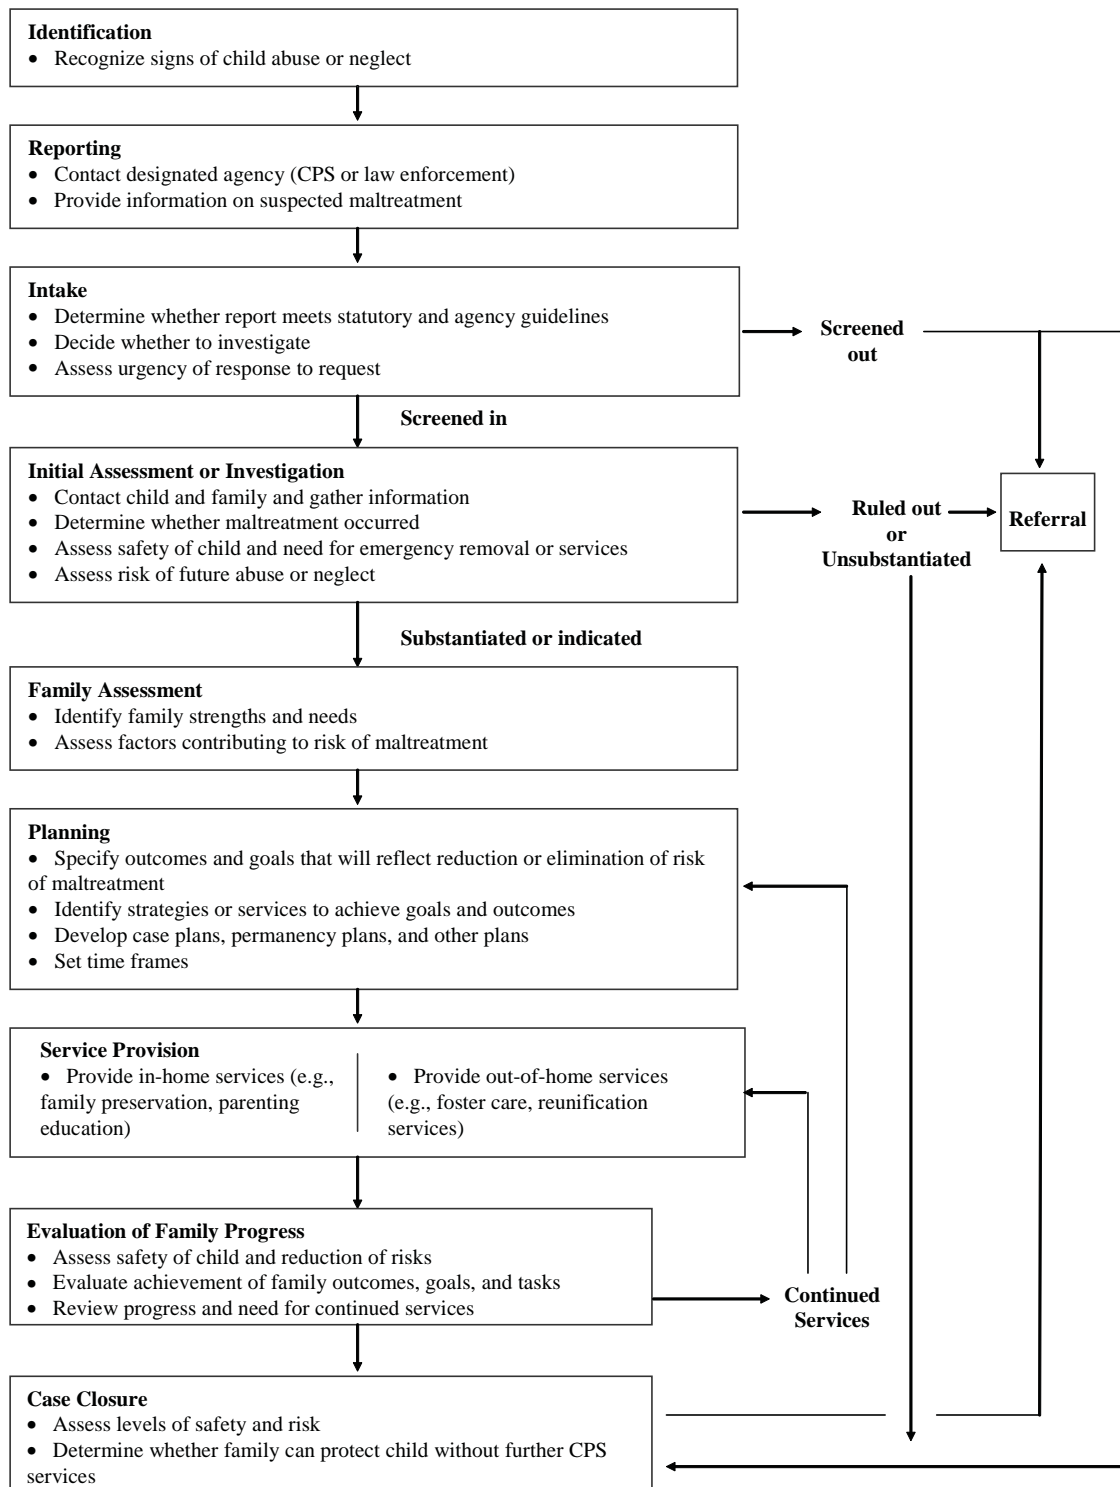 Identification
• Recognize signs of child abuse or neglect
Reporting
• Contact designated agency (CPS or law enforcement)
• Provide information on suspected maltreatment
Intake
• Determine whether report meets statutory and agency guidelines
• Decide whether to investigate
• Assess urgency of response to request
Screened
out
Screened in
Initial Assessment or Investigation
• Contact child and family and gather information
• Determine whether maltreatment occurred
• Assess safety of child and need for emergency removal or services
• Assess risk of future abuse or neglect
Ruled out
or
Unsubstantiated
Referral
Substantiated or indicated
Family Assessment
• Identify family strengths and needs
• Assess factors contributing to risk of maltreatment
Planning
• Specify outcomes and goals that will reflect reduction or elimination of risk
of maltreatment
• Identify strategies or services to achieve goals and outcomes
• Develop case plans, permanency plans, and other plans
• Set time frames
Service Provision
• Provide in-home services (e.g.,
family preservation, parenting
education)
• Provide out-of-home services
(e.g., foster care, reunification
services)
Evaluation of Family Progress
• Assess safety of child and reduction of risks
• Evaluate achievement of family outcomes, goals, and tasks
• Review progress and need for continued services
Continued
Services
Case Closure
• Assess levels of safety and risk
• Determine whether family can protect child without further CPS
services